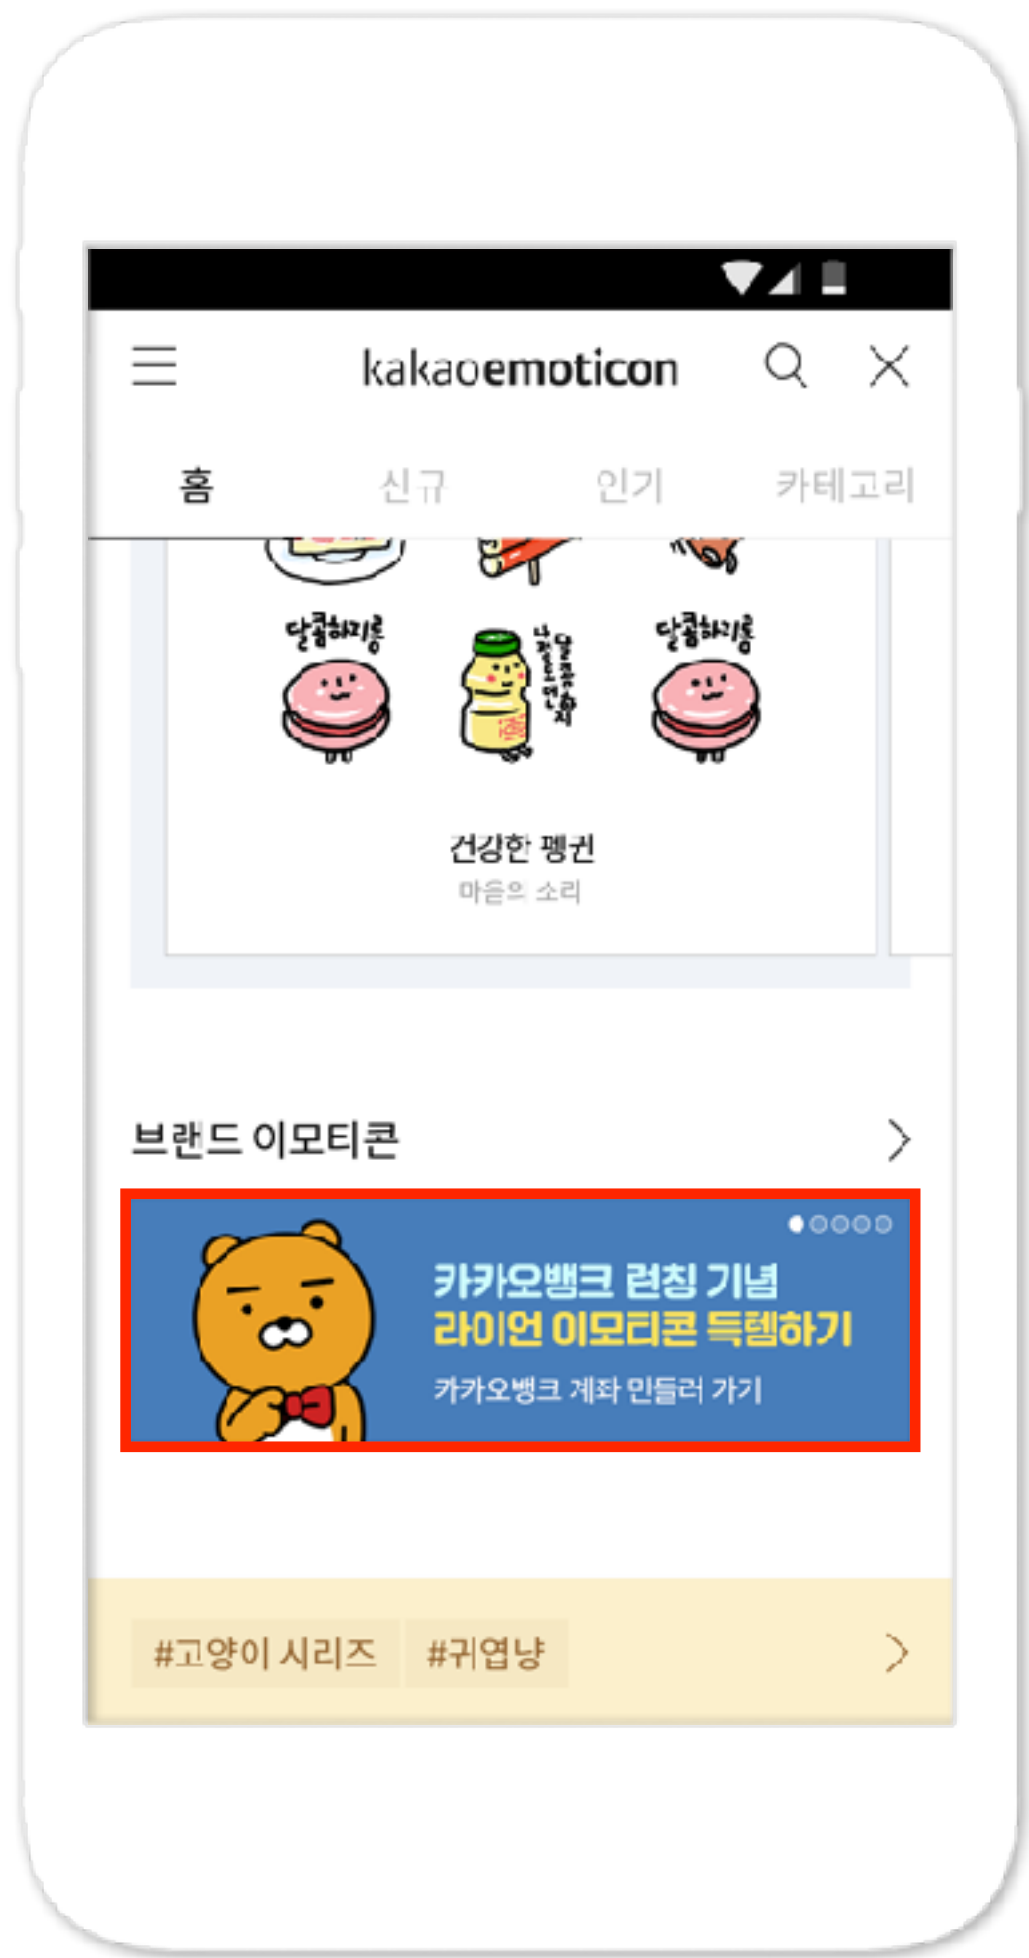 kakaoemoticon
홈 신규 인기 카테고리
달콤하기롱
달콤하기롱
건강한 펭귄
마음의 소리
브랜드 이모티콘
카카오뱅크 런칭 기념
라이언 이모티콘 득템하기
카카오뱅크 계좌 만들러 가기
#고양이 시리즈 #귀엽냥